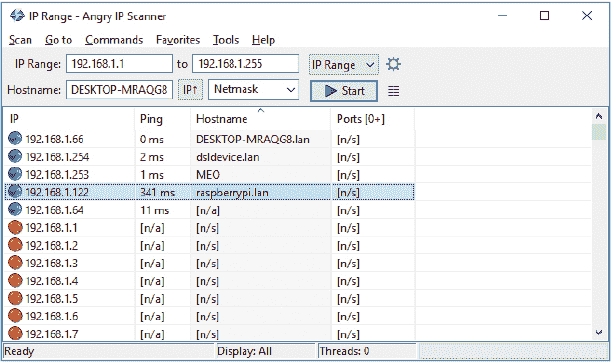 IP Range - Angry IP Scanner
Scan Go to Commands Favorites Tools Help
IP Range: 192.168.1.1 to 192.168.1.255 IP Range
Hostname: DESKTOP-MRAQG8 IP↑ Netmask Start
IP Ping Hostname Ports [0+]
192.168.1.66 0 ms DESKTOP-MRAQG8.lan [n/s]
192.168.1.254 2 ms dsldevice.lan [n/s]
192.168.1.253 1 ms MEO [n/s]
192.168.1.122 341 ms raspberrypi.lan [n/s]
192.168.1.64 11 ms [n/a] [n/s]
192.168.1.1 [n/a] [n/s] [n/s]
192.168.1.2 [n/a] [n/s] [n/s]
192.168.1.3 [n/a] [n/s] [n/s]
192.168.1.4 [n/a] [n/s] [n/s]
192.168.1.5 [n/a] [n/s] [n/s]
192.168.1.6 [n/a] [n/s] [n/s]
192.168.1.7 [n/a] [n/s] [n/s]
Ready Display: All Threads: 0